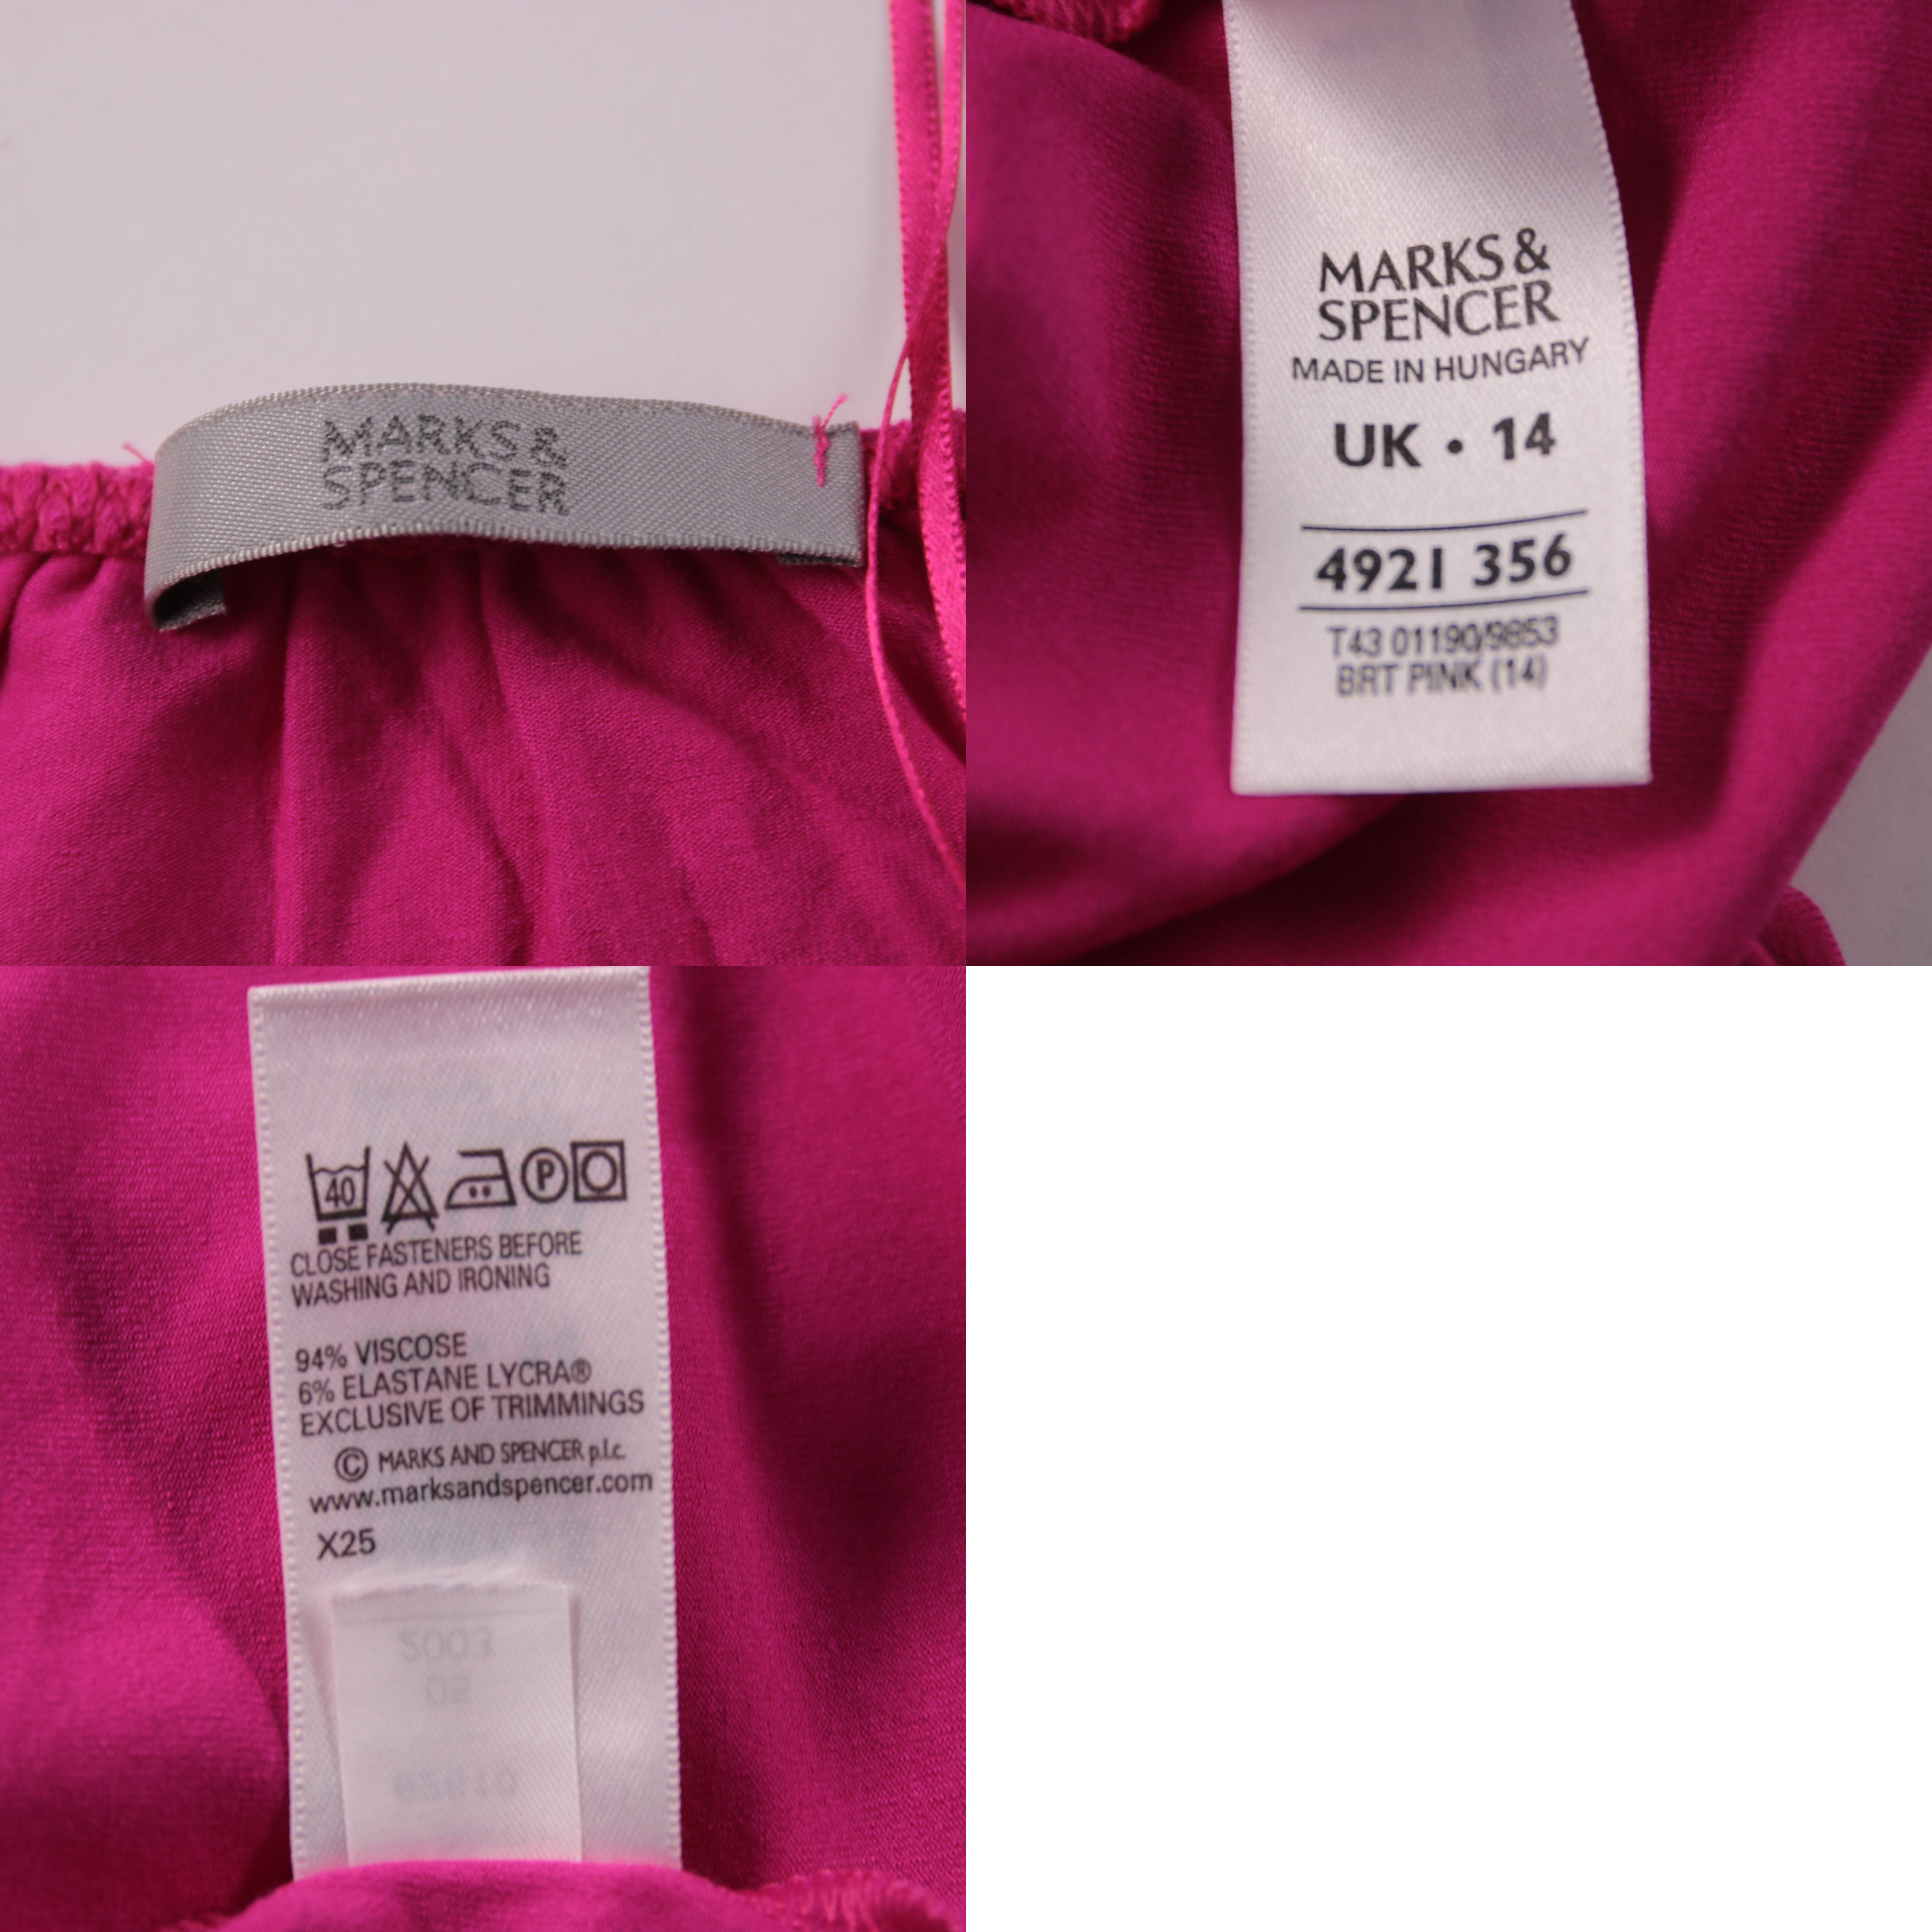 MARKS &
SPENCER
MARKS &
SPENCER
MADE IN HUNGARY
UK • 14
4921 356
T43 01190/9853
BRT PINK (14)
40 P
CLOSE FASTENERS BEFORE
WASHING AND IRONING
94% VISCOSE
6% ELASTANE LYCRA®
EXCLUSIVE OF TRIMMINGS
© MARKS AND SPENCER p.l.c.
www.marksandspencer.com
X25
2003